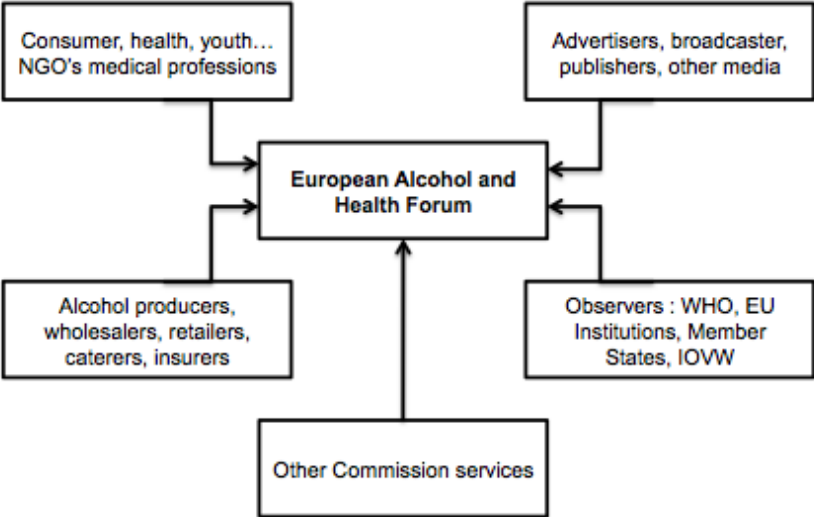 Consumer, health, youth…
NGO's medical professions
Advertisers, broadcaster,
publishers, other media
European Alcohol and
Health Forum
Alcohol producers,
wholesalers, retailers,
caterers, insurers
Observers : WHO, EU
Institutions, Member
States, IOVW
Other Commission services